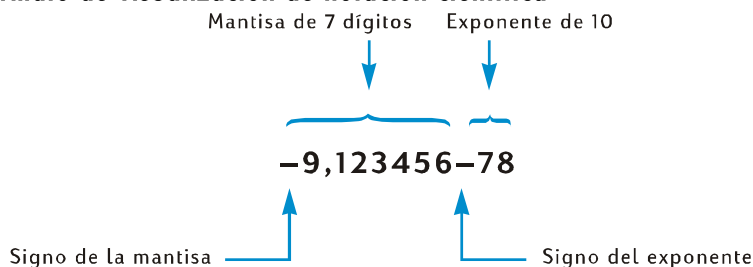 Mantisa de 7 dígitos Exponente de 10
–9,123456–78
Signo de la mantisa Signo del exponente